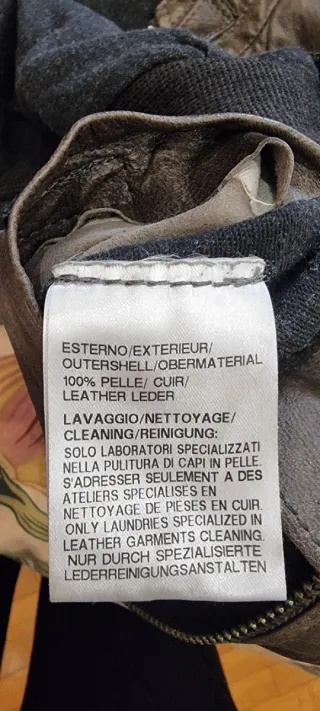 ESTERNO/EXTERIEUR/
OUTERSHELL/OBERMATERIAL
100% PELLE/ CUIR/
LEATHER LEDER
LAVAGGIO/NETTOYAGE/
CLEANING/REINIGUNG:
SOLO LABORATORI SPECIALIZZATI
NELLA PULITURA DI CAPI IN PELLE.
S'ADRESSER SEULEMENT A DES
ATELIERS SPECIALISES EN
NETTOYAGE DE PIESES EN CUIR.
ONLY LAUNDRIES SPECIALIZED IN
LEATHER GARMENTS CLEANING.
NUR DURCH SPEZIALISIERTE
LEDERREINIGUNGSANSTALTEN